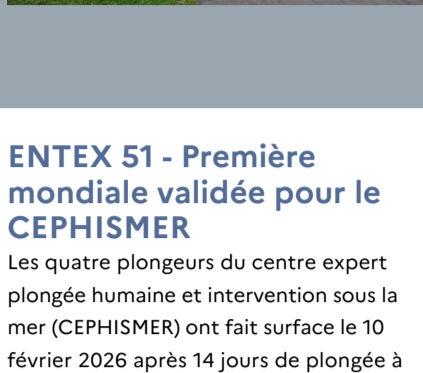 ENTEX 51 - Première
mondiale validée pour le
CEPHISMER
Les quatre plongeurs du centre expert
plongée humaine et intervention sous la
mer (CEPHISMER) ont fait surface le 10
février 2026 après 14 jours de plongée à